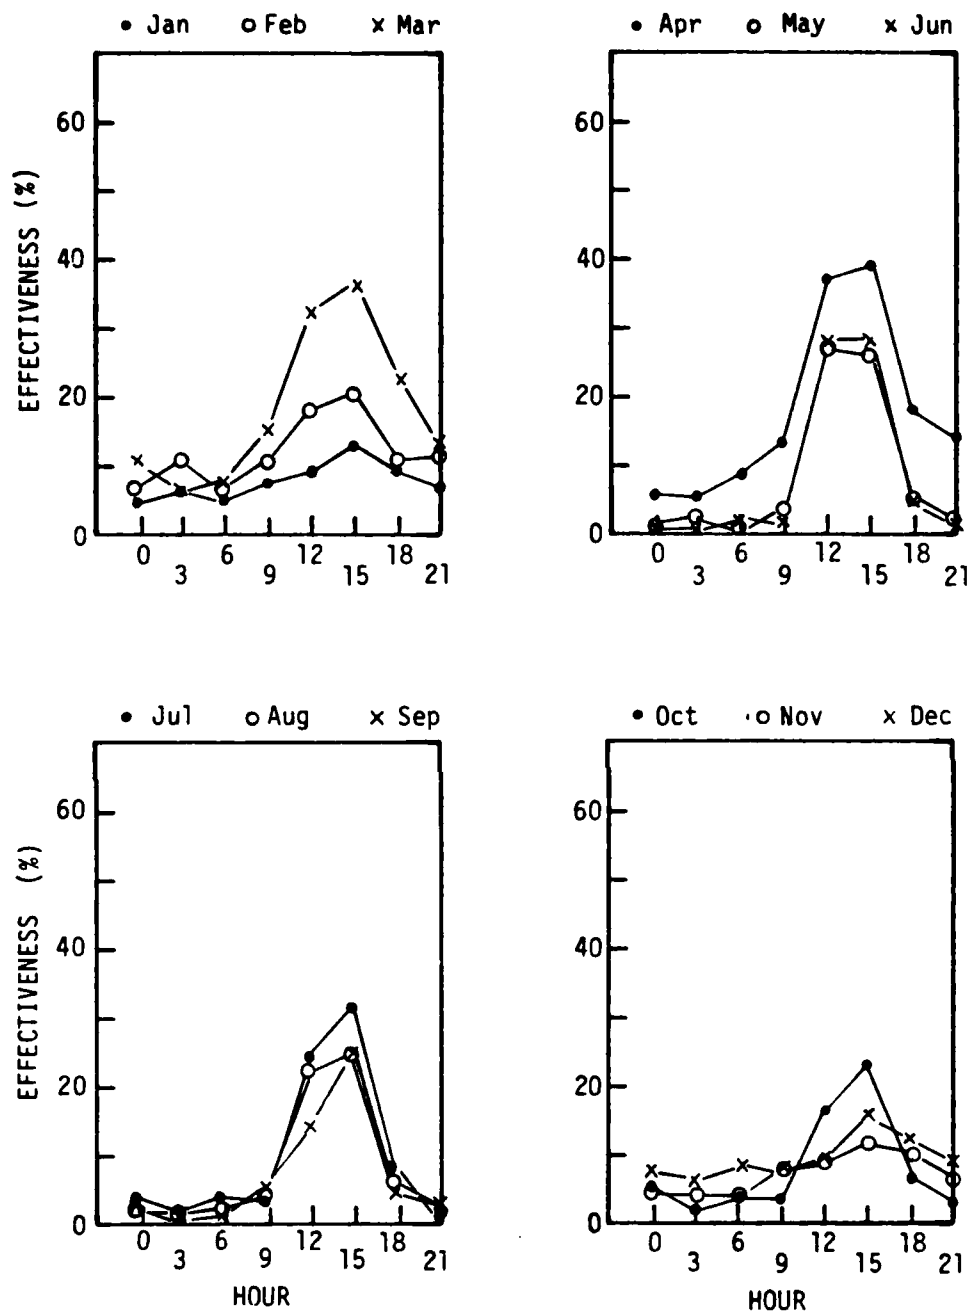 • Jan o Feb x Mar
60
40
20
0
EFFECTIVENESS (%)
0 3 6 9 12 15 18 21
• Apr o May x Jun
60
40
20
0
0 3 6 9 12 15 18 21
• Jul o Aug x Sep
60
40
20
0
EFFECTIVENESS (%)
0 3 6 9 12 15 18 21
HOUR
• Oct o Nov x Dec
60
40
20
0
0 3 6 9 12 15 18 21
HOUR